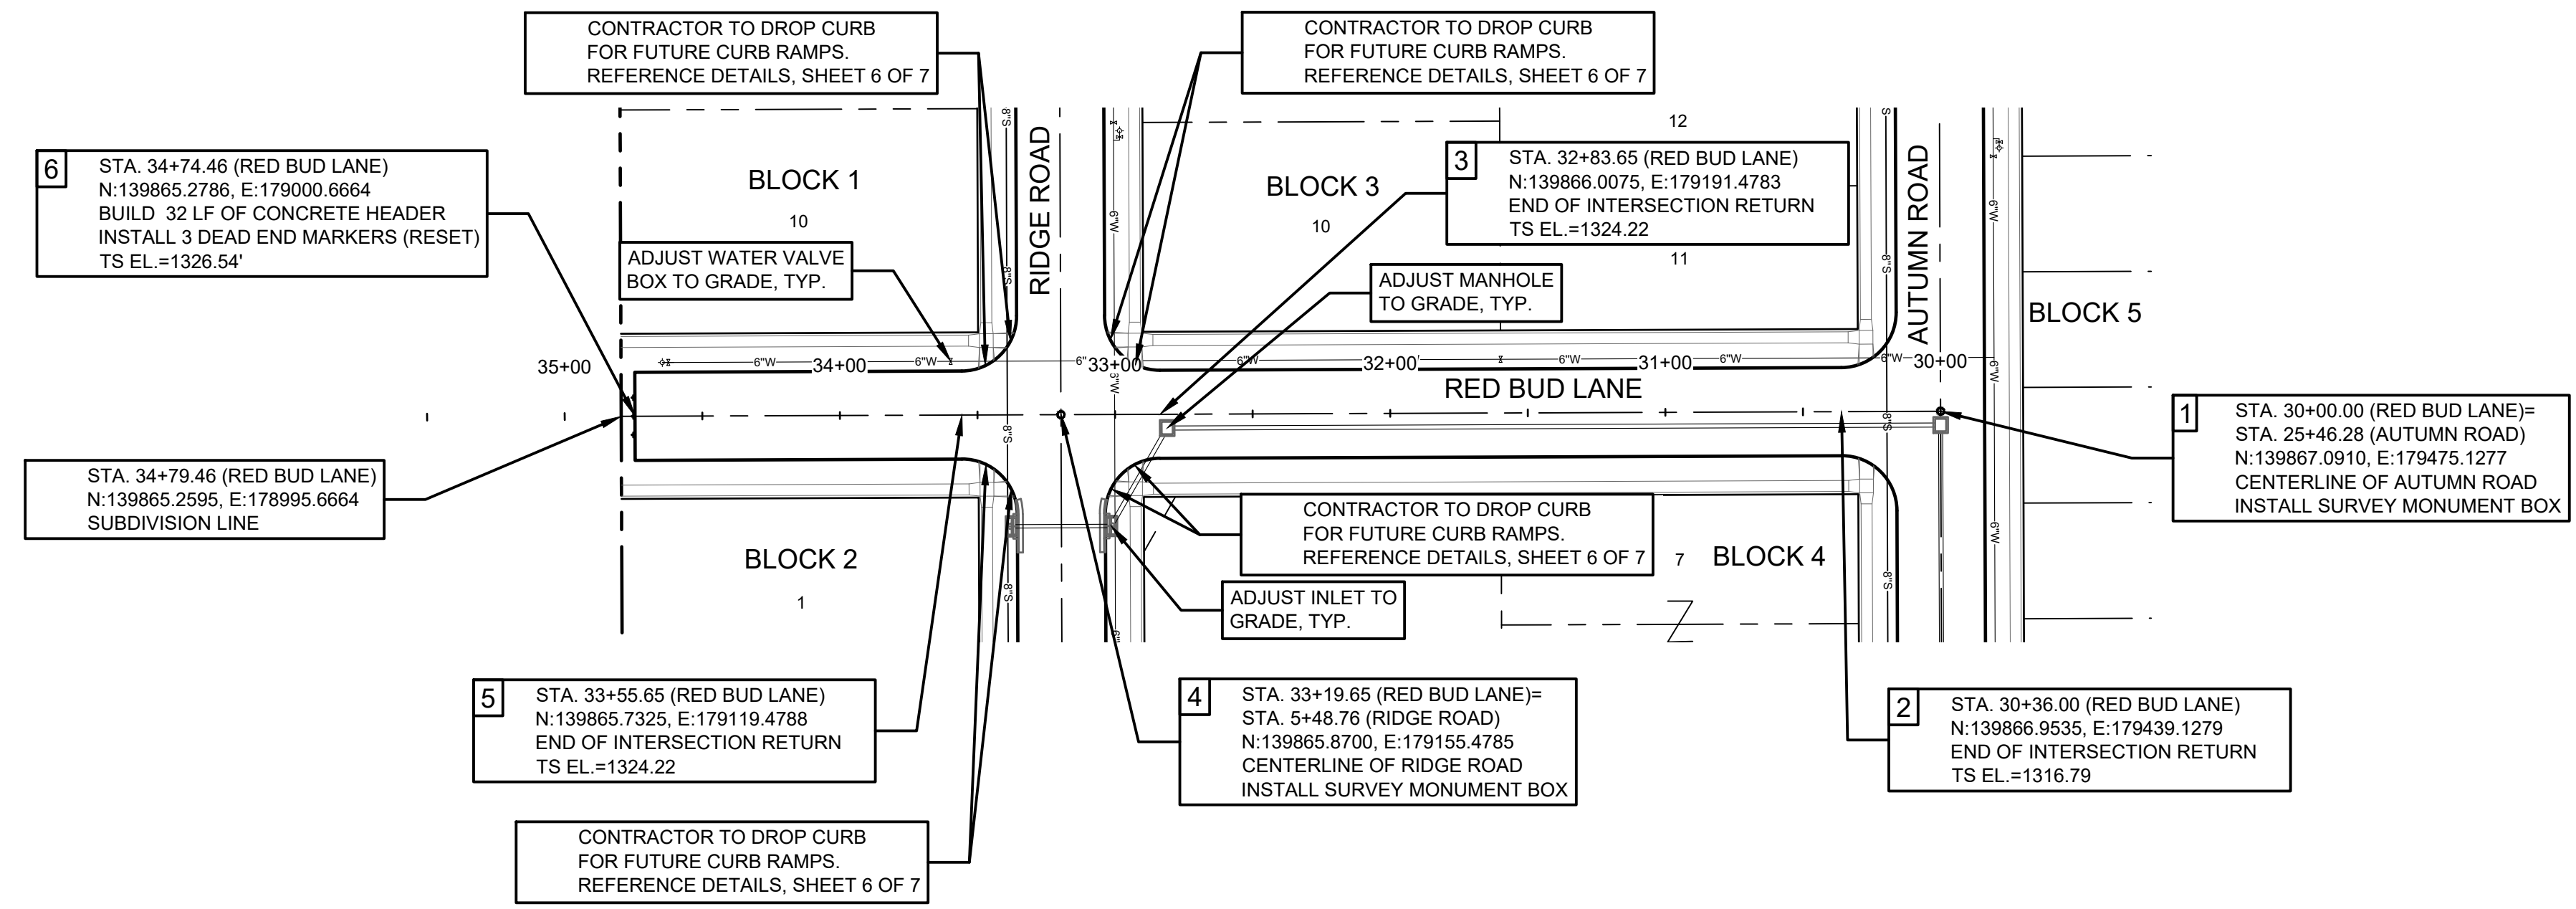 CONTRACTOR TO DROP CURB
FOR FUTURE CURB RAMPS.
REFERENCE DETAILS, SHEET 6 OF 7
CONTRACTOR TO DROP CURB
FOR FUTURE CURB RAMPS.
REFERENCE DETAILS, SHEET 6 OF 7
6
STA. 34+74.46 (RED BUD LANE)
N:139865.2786, E:179000.6664
BUILD 32 LF OF CONCRETE HEADER
INSTALL 3 DEAD END MARKERS (RESET)
TS EL.=1326.54'
BLOCK 1
10
ADJUST WATER VALVE
BOX TO GRADE, TYP.
8"S
8"S
RIDGE ROAD
6"W
BLOCK 3
10
12
3
STA. 32+83.65 (RED BUD LANE)
N:139866.0075, E:179191.4783
END OF INTERSECTION RETURN
TS EL.=1324.22
11
ADJUST MANHOLE
TO GRADE, TYP.
S
8"S
AUTUMN ROAD
6"W
BLOCK 5
35+00
6"W
34+00
6"W
6"
33+00
6"W
32+00
6"W
31+00
6"W
6"W
30+00
6"W
RED BUD LANE
8"S
8"S
1
STA. 30+00.00 (RED BUD LANE)=
STA. 25+46.28 (AUTUMN ROAD)
N:139867.0910, E:179475.1277
CENTERLINE OF AUTUMN ROAD
INSTALL SURVEY MONUMENT BOX
STA. 34+79.46 (RED BUD LANE)
N:139865.2595, E:178995.6664
SUBDIVISION LINE
BLOCK 2
1
8"S
CONTRACTOR TO DROP CURB
FOR FUTURE CURB RAMPS.
REFERENCE DETAILS, SHEET 6 OF 7
7
BLOCK 4
8"S
6"W
ADJUST INLET TO
GRADE, TYP.
6"
5
STA. 33+55.65 (RED BUD LANE)
N:139865.7325, E:179119.4788
END OF INTERSECTION RETURN
TS EL.=1324.22
4
STA. 33+19.65 (RED BUD LANE)=
STA. 5+48.76 (RIDGE ROAD)
N:139865.8700, E:179155.4785
CENTERLINE OF RIDGE ROAD
INSTALL SURVEY MONUMENT BOX
2
STA. 30+36.00 (RED BUD LANE)
N:139866.9535, E:179439.1279
END OF INTERSECTION RETURN
TS EL.=1316.79
CONTRACTOR TO DROP CURB
FOR FUTURE CURB RAMPS.
REFERENCE DETAILS, SHEET 6 OF 7